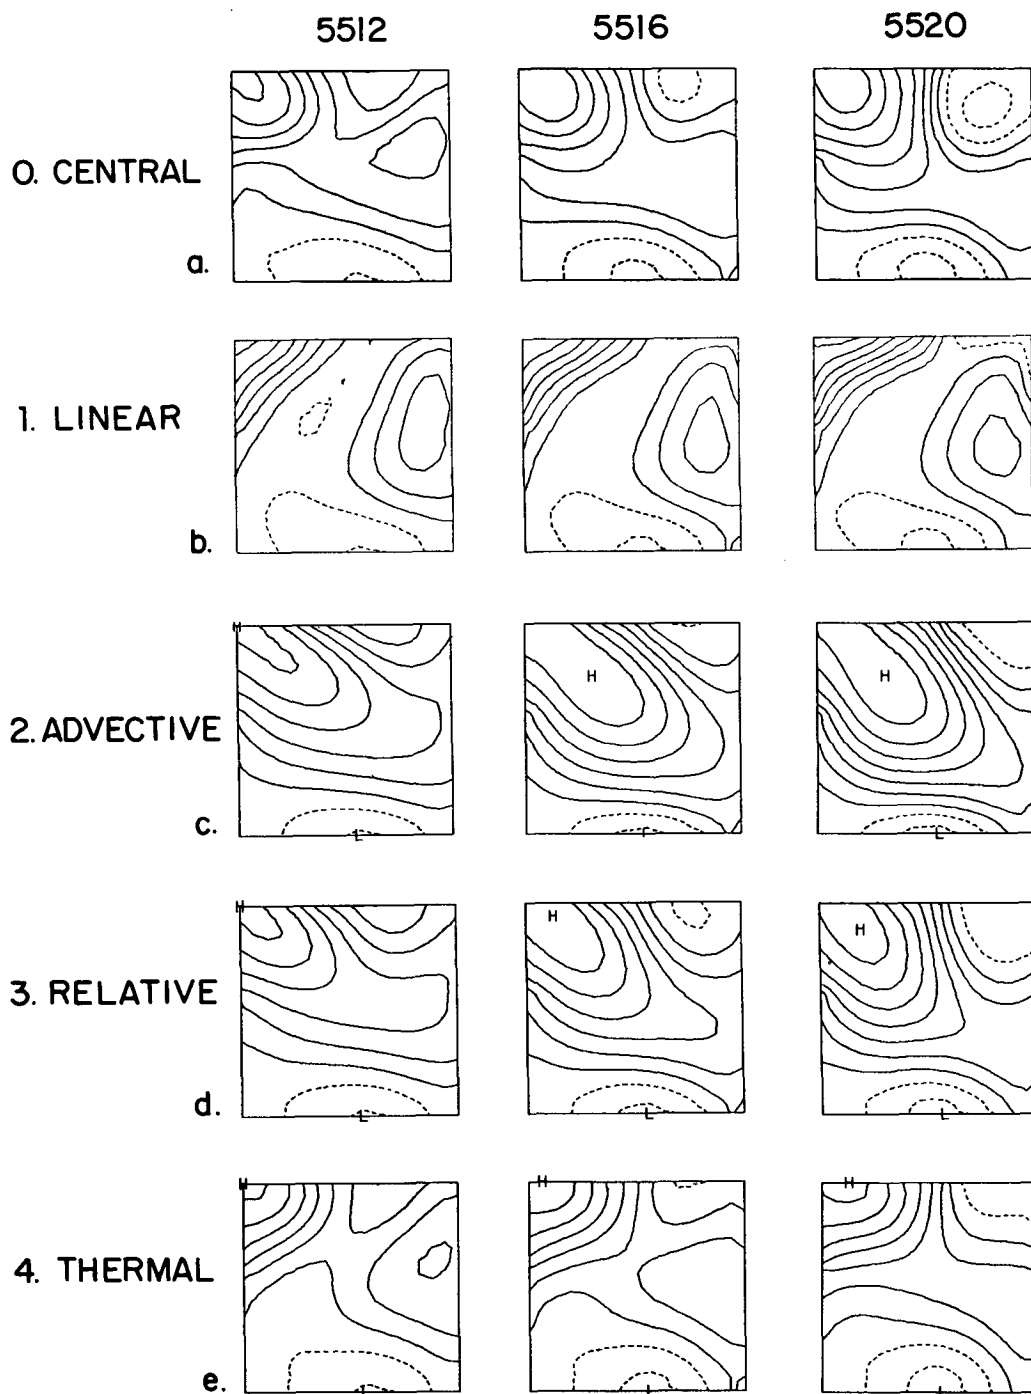 5512 5516 5520
0. CENTRAL
a.
1. LINEAR
b.
H
H
H
2. ADVECTIVE
c.
L
L
H
H
H
3. RELATIVE
d.
L
L
L
H
H
H
4. THERMAL
e.